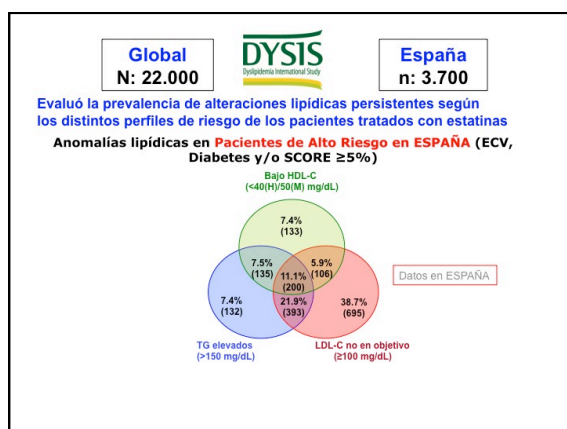 Global
N: 22.000
DYSIS
Dyslipidemia International Study
España
n: 3.700
Evaluó la prevalencia de alteraciones lipídicas persistentes según
los distintos perfiles de riesgo de los pacientes tratados con estatinas
Anomalías lipídicas en Pacientes de Alto Riesgo en ESPAÑA (ECV,
Diabetes y/o SCORE ≥5%)
Bajo HDL-C
(<40(H)/50(M) mg/dL)
7.4%
(133)
7.5%
(135)
5.9%
(106)
11.1%
(200)
Datos en ESPAÑA
7.4%
(132)
21.9%
(393)
38.7%
(695)
TG elevados
(>150 mg/dL)
LDL-C no en objetivo
(≥100 mg/dL)